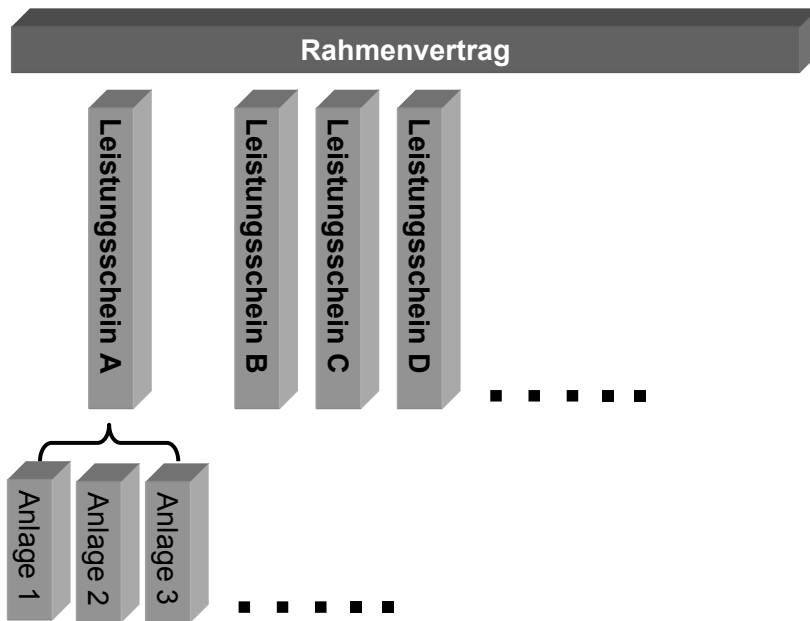 Rahmenvertrag
Leistungsschein A
Leistungsschein B
Leistungsschein C
Leistungsschein D
Anlage 1
Anlage 2
Anlage 3